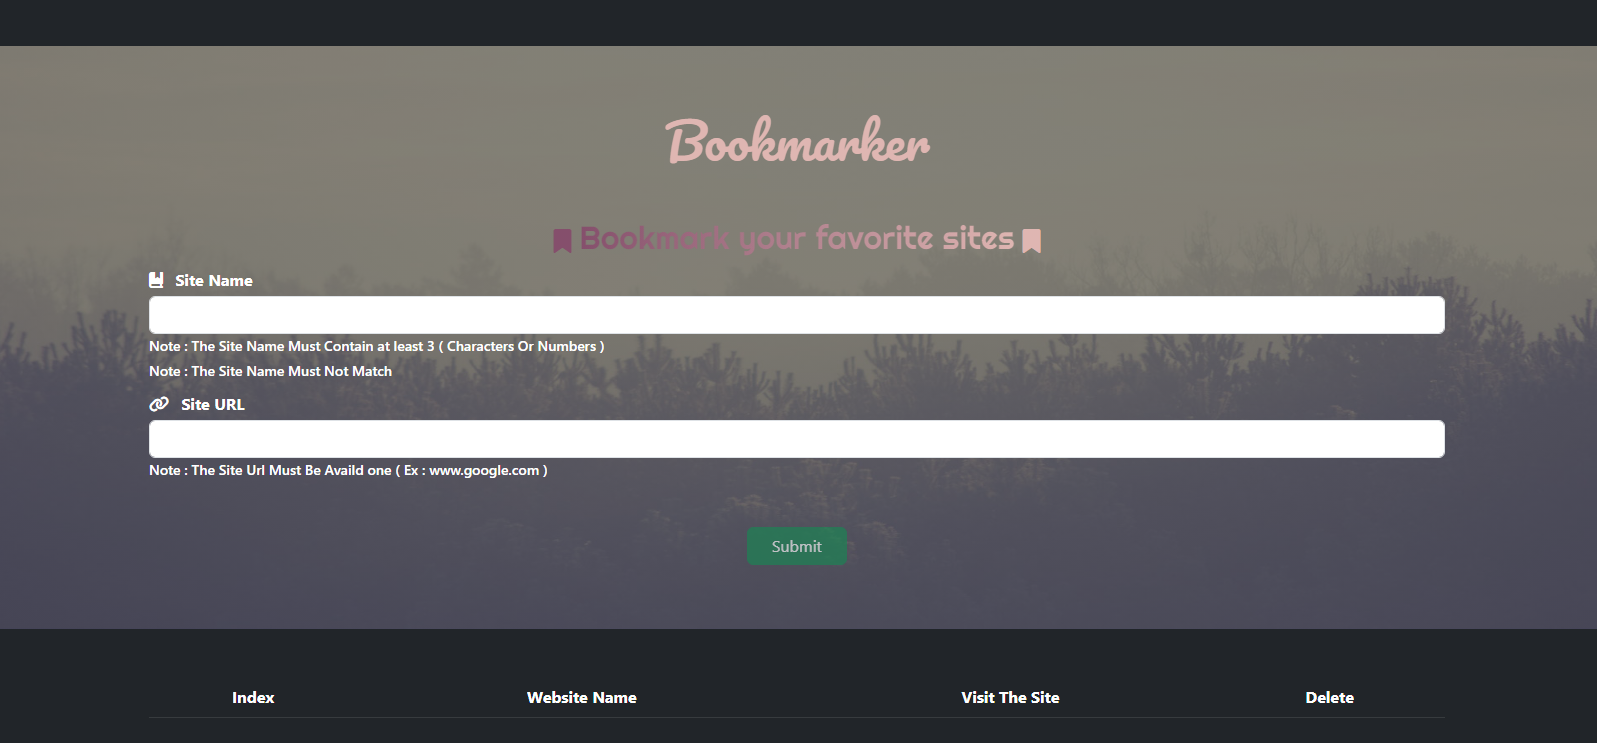 Bookmarker
Bookmark your favorite sites
Site Name
Note : The Site Name Must Contain at least 3 ( Characters Or Numbers )
Note : The Site Name Must Not Match
Site URL
Note : The Site Url Must Be Availd one ( Ex : www.google.com )
Submit
Index Website Name Visit The Site Delete